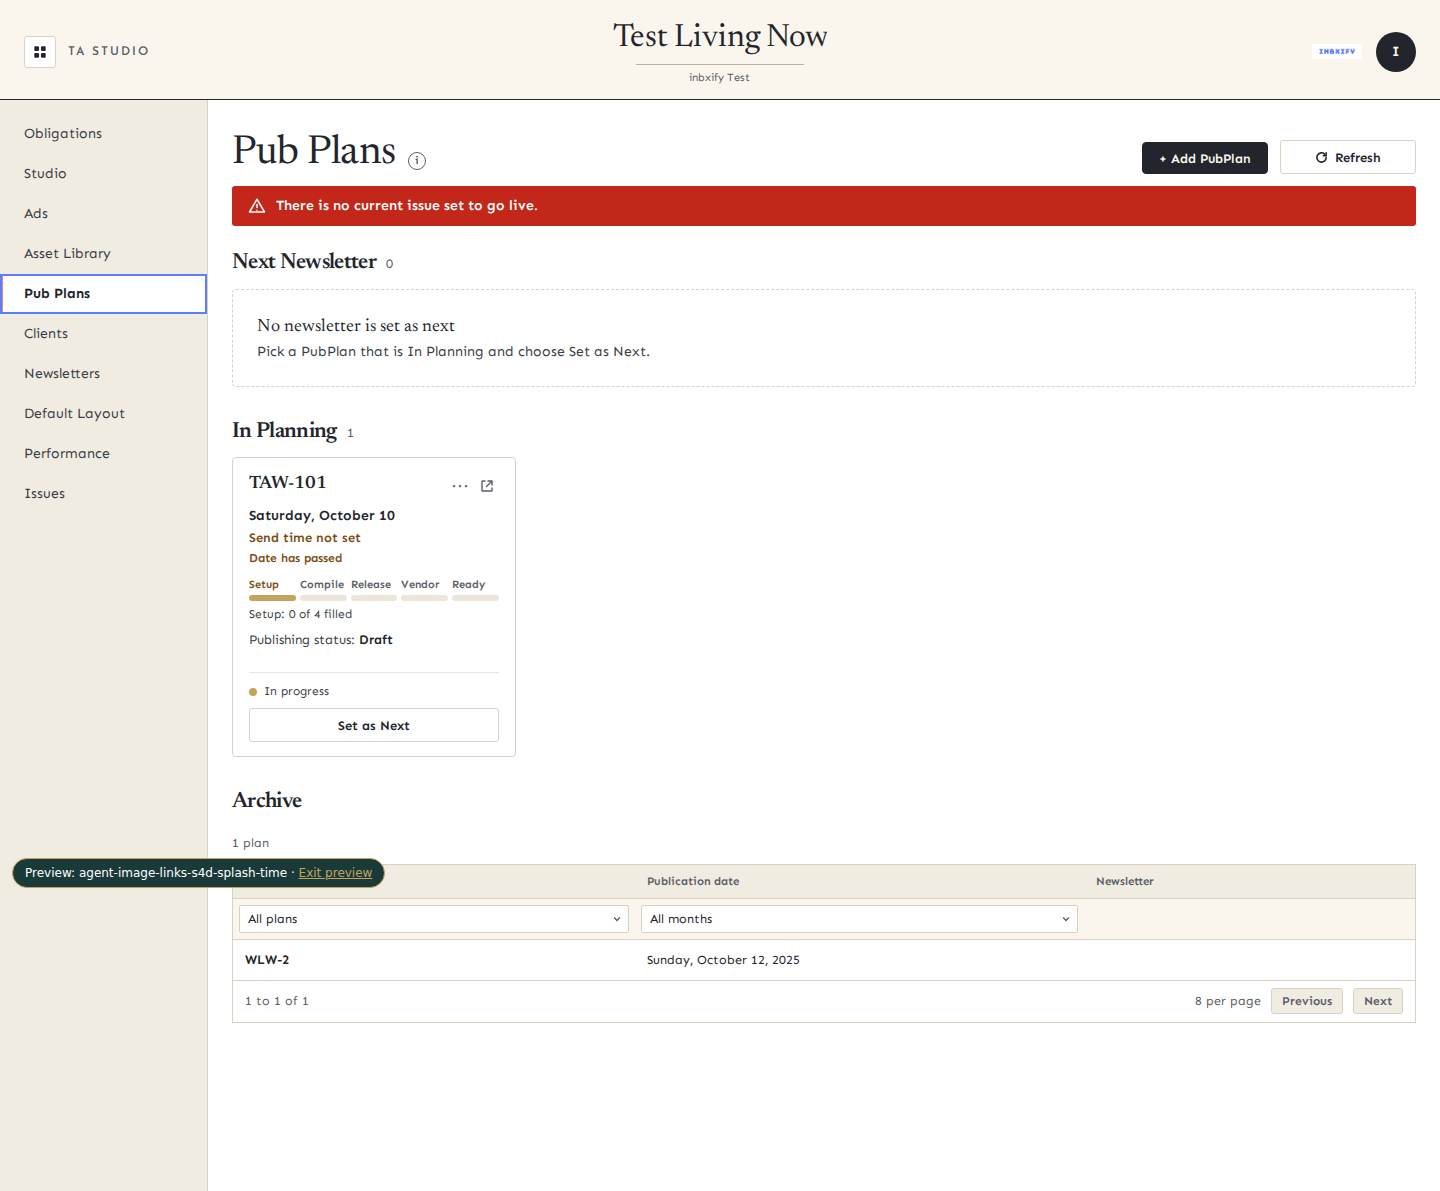 TA STUDIO
Test Living Now
inbxify Test
INBXIFY
I
Obligations
Studio
Ads
Asset Library
Pub Plans
Clients
Newsletters
Default Layout
Performance
Issues
Pub Plans
i
+ Add PubPlan
Refresh
There is no current issue set to go live.
Next Newsletter 0
No newsletter is set as next
Pick a PubPlan that is In Planning and choose Set as Next.
In Planning 1
TAW-101
Saturday, October 10
Send time not set
Date has passed
Setup Compile Release Vendor Ready
Setup: 0 of 4 filled
Publishing status: Draft
In progress
Set as Next
Archive
1 plan
Preview: agent-image-links-s4d-splash-time · Exit preview
Publication date Newsletter
All plans All months
WLW-2 Sunday, October 12, 2025
1 to 1 of 1 8 per page Previous Next